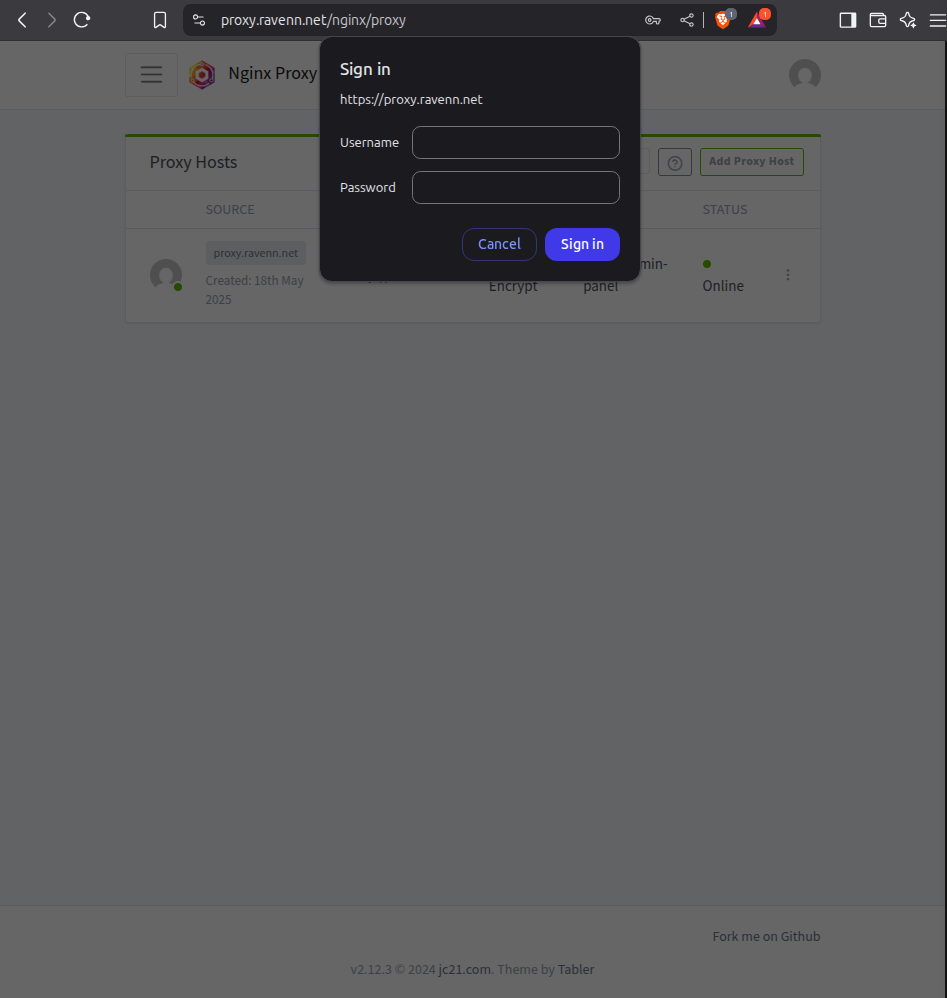 proxy.ravenn.net/nginx/proxy
1
1
Nginx Proxy
Sign in
https://proxy.ravenn.net
Username
Password
Cancel
Sign in
Proxy Hosts
Add Proxy Host
SOURCE
STATUS
proxy.ravenn.net
Created: 18th May
2025
Encrypt
min-
panel
Online
Fork me on Github
v2.12.3 © 2024 jc21.com. Theme by Tabler